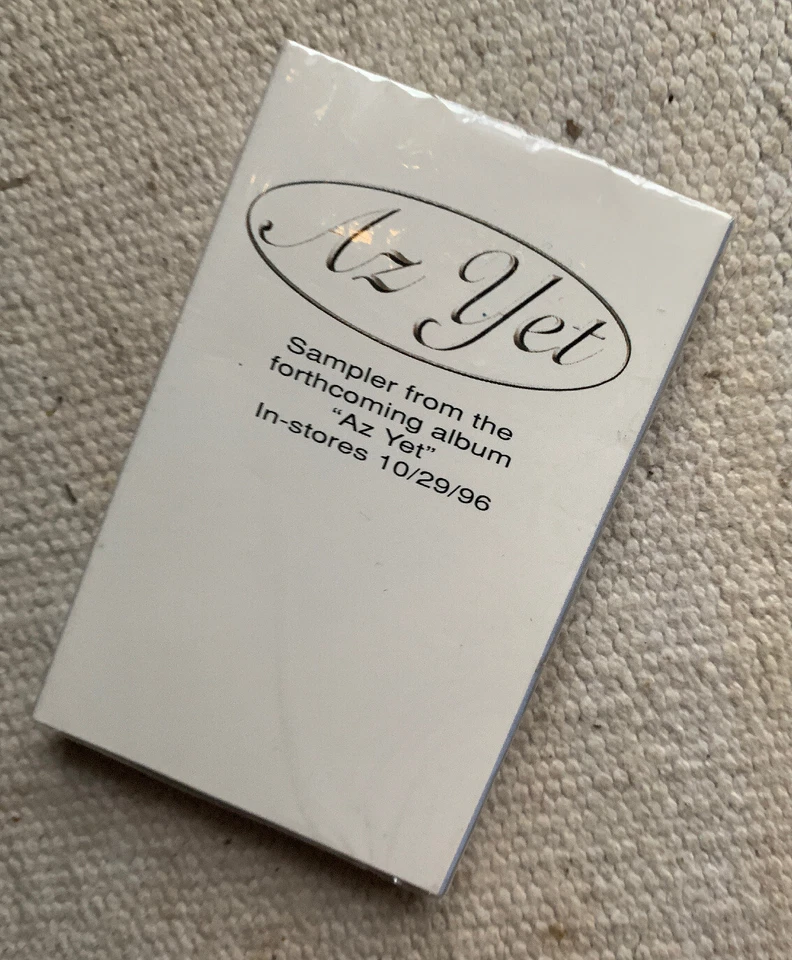 Az Yet
Sampler from the
forthcoming album
“Az Yet”
In-stores 10/29/96